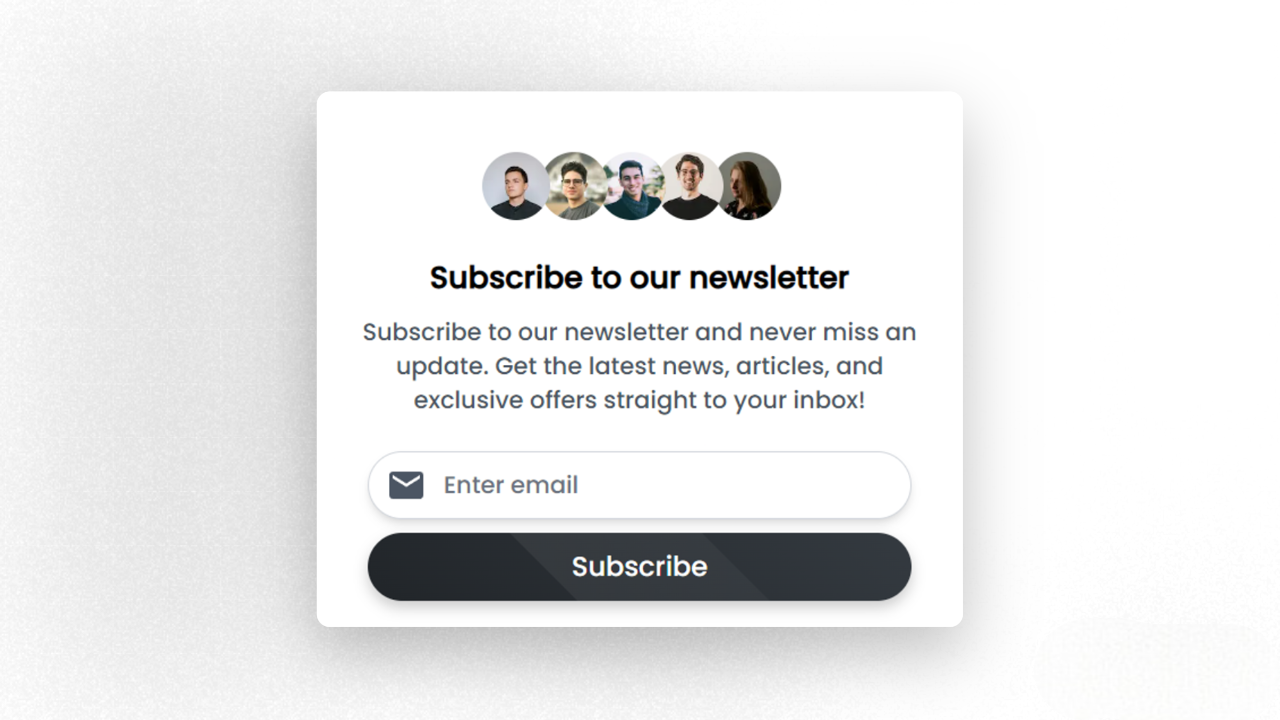 Subscribe to our newsletter
Subscribe to our newsletter and never miss an
update. Get the latest news, articles, and
exclusive offers straight to your inbox!
Enter email
Subscribe